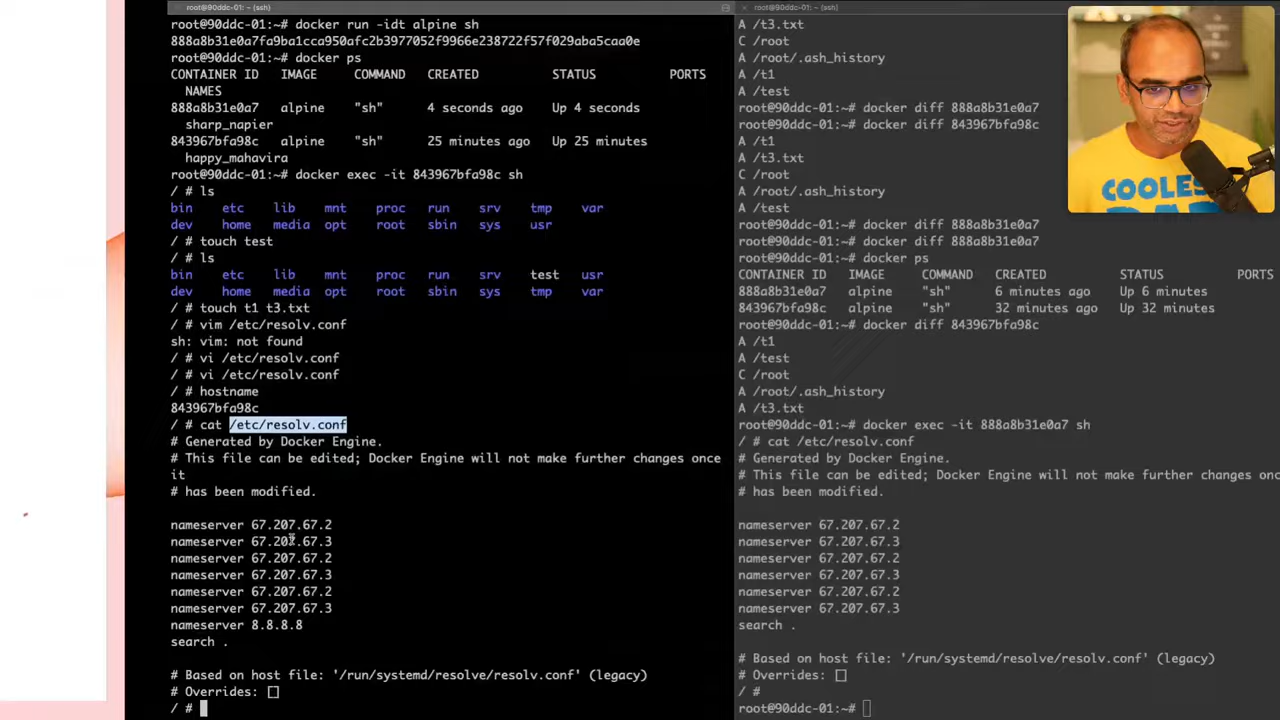 root@90ddc-01: ~ (ssh)
root@90ddc-01:~# docker run -idt alpine sh
888a8b31e0a7fa9ba1cca950afc2b3977052f9966e238722f57f029aba5caa0e
root@90ddc-01:~# docker ps
CONTAINER ID   IMAGE     COMMAND   CREATED          STATUS          PORTS
NAMES
888a8b31e0a7   alpine    "sh"      4 seconds ago    Up 4 seconds
sharp_napier
843967bfa98c   alpine    "sh"      25 minutes ago   Up 25 minutes
happy_mahavira
root@90ddc-01:~# docker exec -it 843967bfa98c sh
/ # ls
bin    etc    lib    mnt    proc   run    srv    tmp    var
dev    home   media  opt    root   sbin   sys    usr
/ # touch test
/ # ls
bin    etc    lib    mnt    proc   run    srv    test   usr
dev    home   media  opt    root   sbin   sys    tmp    var
/ # touch t1 t3.txt
/ # vim /etc/resolv.conf
sh: vim: not found
/ # vi /etc/resolv.conf
/ # vi /etc/resolv.conf
/ # hostname
843967bfa98c
/ # cat /etc/resolv.conf
# Generated by Docker Engine.
# This file can be edited; Docker Engine will not make further changes once
it
# has been modified.
nameserver 67.207.67.2
nameserver 67.207.67.3
nameserver 67.207.67.2
nameserver 67.207.67.3
nameserver 67.207.67.2
nameserver 67.207.67.3
nameserver 8.8.8.8
search .
# Based on host file: '/run/systemd/resolve/resolv.conf' (legacy)
# Overrides: []
/ #
root@90ddc-01: ~ (ssh)
A /t3.txt
C /root
A /root/.ash_history
A /t1
A /test
root@90ddc-01:~# docker diff 888a8b31e0a7
root@90ddc-01:~# docker diff 843967bfa98c
A /t1
A /t3.txt
C /root
A /root/.ash_history
A /test
root@90ddc-01:~# docker diff 888a8b31e0a7
root@90ddc-01:~# docker diff 888a8b31e0a7
root@90ddc-01:~# docker ps
CONTAINER ID   IMAGE     COMMAND   CREATED          STATUS          PORTS
888a8b31e0a7   alpine    "sh"      6 minutes ago    Up 6 minutes
843967bfa98c   alpine    "sh"      32 minutes ago   Up 32 minutes
root@90ddc-01:~# docker diff 843967bfa98c
A /t1
A /test
C /root
A /root/.ash_history
A /t3.txt
root@90ddc-01:~# docker exec -it 888a8b31e0a7 sh
/ # cat /etc/resolv.conf
# Generated by Docker Engine.
# This file can be edited; Docker Engine will not make further changes
# has been modified.
nameserver 67.207.67.2
nameserver 67.207.67.3
nameserver 67.207.67.2
nameserver 67.207.67.3
nameserver 67.207.67.2
nameserver 67.207.67.3
search .
# Based on host file: '/run/systemd/resolve/resolv.conf' (legacy)
# Overrides: []
/ #
root@90ddc-01:~#
COOLES